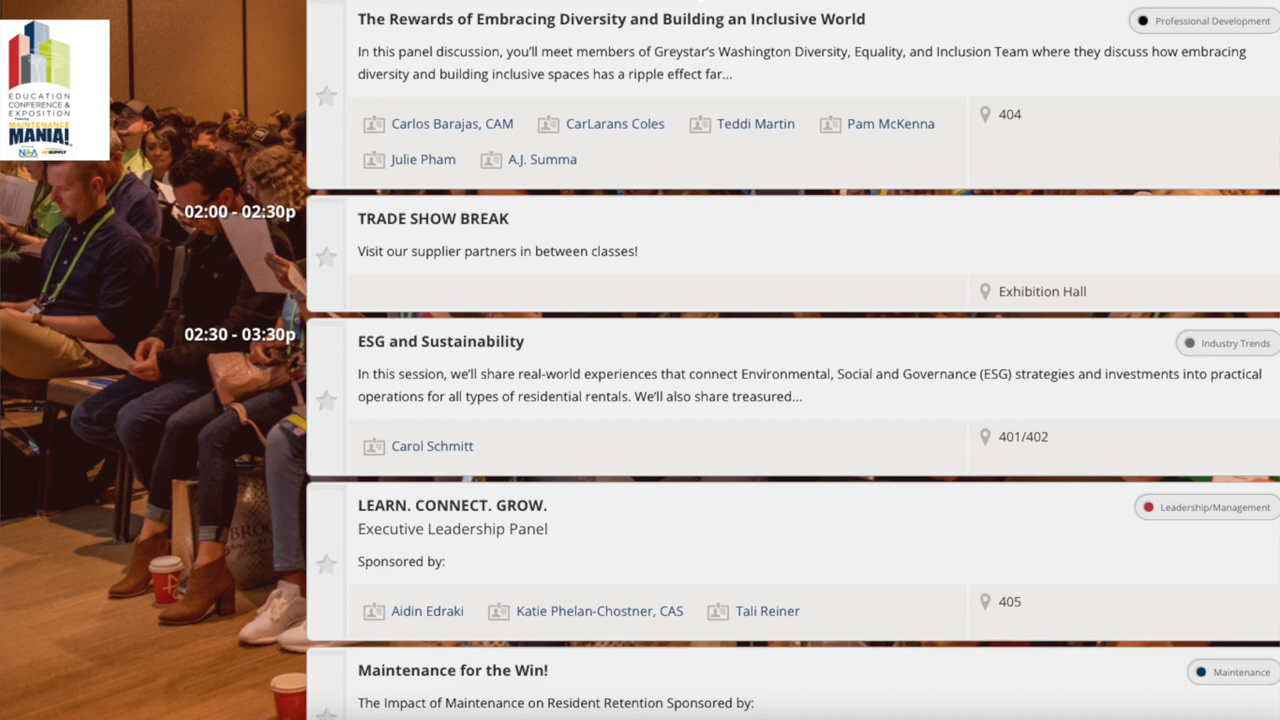 EDUCATION
CONFERENCE &
EXPOSITION
MAINTENANCE
MANIA!
NAA
HD SUPPLY
The Rewards of Embracing Diversity and Building an Inclusive World
Professional Development
In this panel discussion, you'll meet members of Greystar's Washington Diversity, Equality, and Inclusion Team where they discuss how embracing
diversity and building inclusive spaces has a ripple effect far...
Carlos Barajas, CAM CarLarans Coles Teddi Martin Pam McKenna
404
Julie Pham A.J. Summa
02:00 - 02:30p
TRADE SHOW BREAK
Visit our supplier partners in between classes!
Exhibition Hall
02:30 - 03:30p
ESG and Sustainability
Industry Trends
In this session, we'll share real-world experiences that connect Environmental, Social and Governance (ESG) strategies and investments into practical
operations for all types of residential rentals. We'll also share treasured...
Carol Schmitt
401/402
LEARN. CONNECT. GROW.
Leadership/Management
Executive Leadership Panel
Sponsored by:
Aidin Edraki Katie Phelan-Chostner, CAS Tali Reiner
405
Maintenance for the Win!
Maintenance
The Impact of Maintenance on Resident Retention Sponsored by: